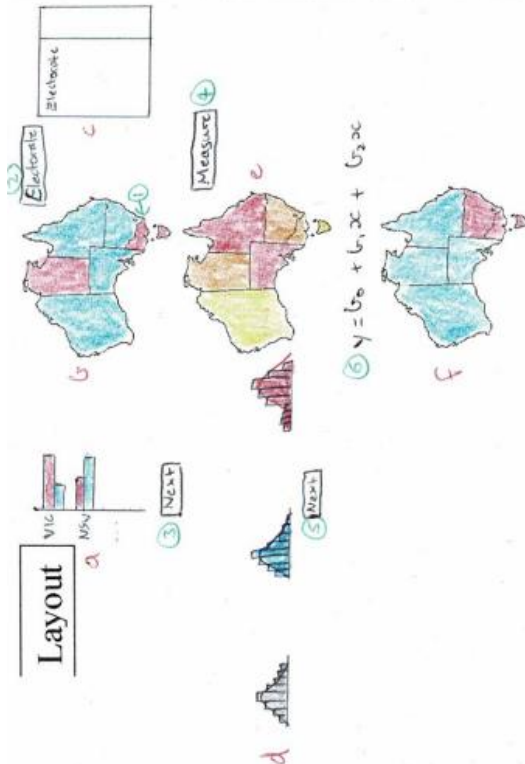 Layout
VIC
NSW
...
a
b
(2)
Electorate
(1)
Electorate
c
(3) Next
Measure (4)
d
e
(5) Next
(6) y = b₀ + b₁x + b₂x
f